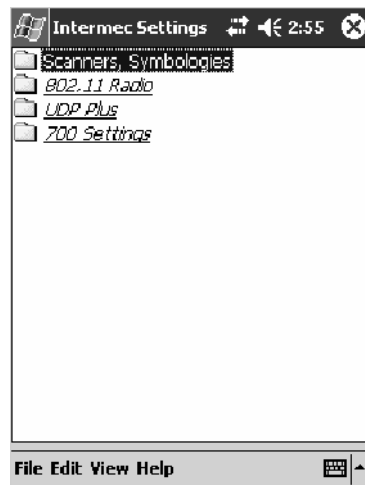 Intermec Settings 2:55
Scanners, Symbologies
802.11 Radio
UDP Plus
700 Settings
File Edit View Help